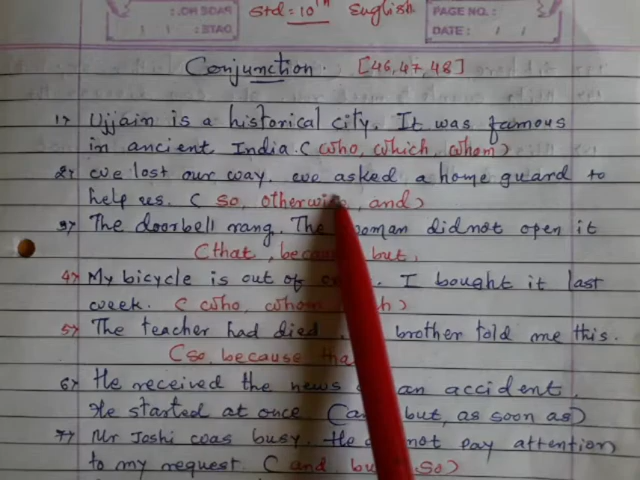 Std = 10th English
PAGE NO.:
DATE: / /
Conjunction. [46,47,48]
1) Ujjain is a historical city. It was famous
in ancient India. (who, which, whom)
2) we lost our way. we asked a home guard to
help us. ( so, otherwise, and)
3) The doorbell rang. The woman didnot open it
(that, because, but,
4) My bicycle is out of . I bought it last
week. ( who, whom, )
5) The teacher had died. brother told me this.
(so, because
6) He received the news an accident.
He started at once (and, but, as soon as)
7) Mr Joshi was busy. He not pay attention
to my request ( and but so)